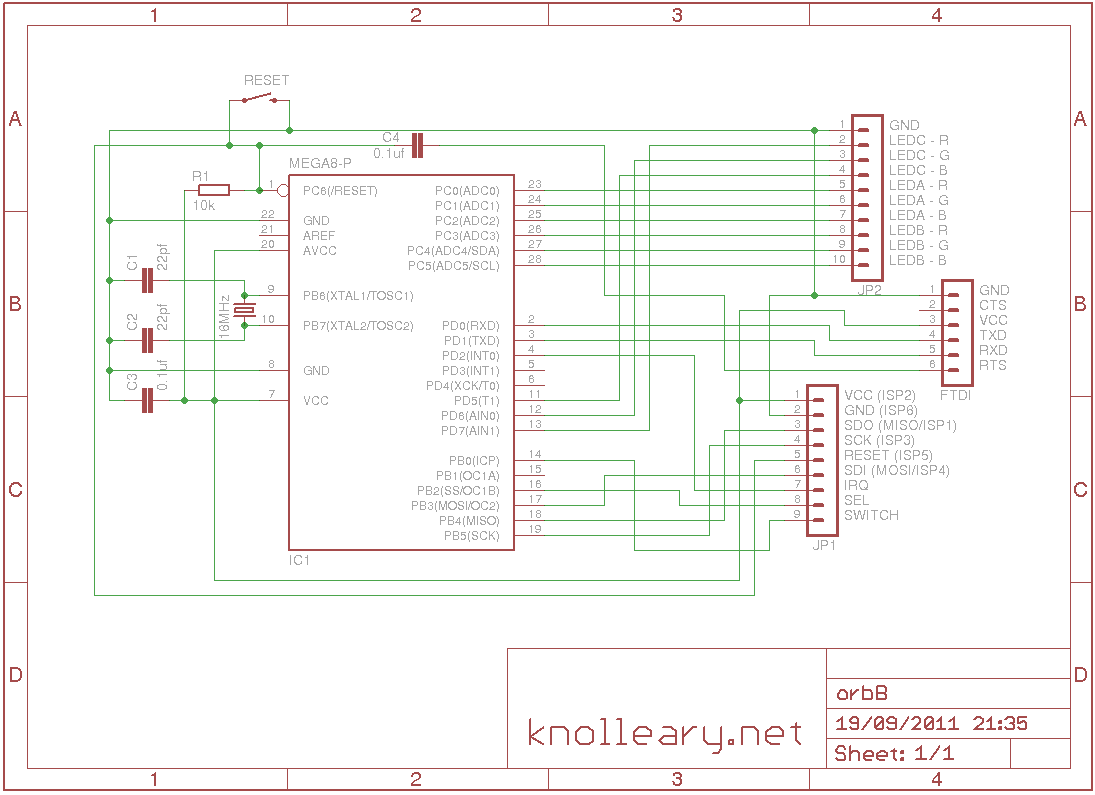 1 2 3 4
A A
B B
C C
D D
1 2 3 4
RESET
C4
0.1uf
R1
10k
C1
22pf
C2
22pf
C3
0.1uf
16MHz
MEGA8-P
1 PC6(/RESET)
22 GND
21 AREF
20 AVCC
9 PB6(XTAL1/TOSC1)
10 PB7(XTAL2/TOSC2)
8 GND
7 VCC
PC0(ADC0) 23
PC1(ADC1) 24
PC2(ADC2) 25
PC3(ADC3) 26
PC4(ADC4/SDA) 27
PC5(ADC5/SCL) 28
PD0(RXD) 2
PD1(TXD) 3
PD2(INT0) 4
PD3(INT1) 5
PD4(XCK/T0) 6
PD5(T1) 11
PD6(AIN0) 12
PD7(AIN1) 13
PB0(ICP) 14
PB1(OC1A) 15
PB2(SS/OC1B) 16
PB3(MOSI/OC2) 17
PB4(MISO) 18
PB5(SCK) 19
IC1
1 GND
2 LEDC - R
3 LEDC - G
4 LEDC - B
5 LEDA - R
6 LEDA - G
7 LEDA - B
8 LEDB - R
9 LEDB - G
10 LEDB - B
JP2
1 GND
2 CTS
3 VCC
4 TXD
5 RXD
6 RTS
FTDI
1 VCC (ISP2)
2 GND (ISP6)
3 SDO (MISO/ISP1)
4 SCK (ISP3)
5 RESET (ISP5)
6 SDI (MOSI/ISP4)
7 IRQ
8 SEL
9 SWITCH
JP1
knolleary.net
orbB
19/09/2011 21:35
Sheet: 1/1